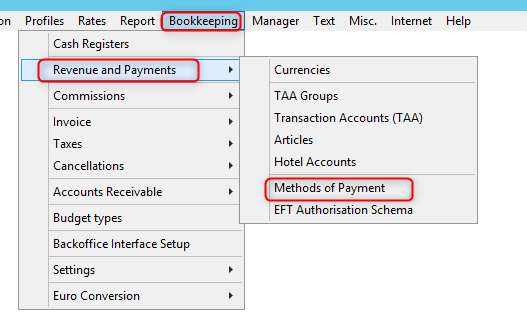 on Profiles Rates Report Bookkeeping Manager Text Misc. Internet Help
Cash Registers
Revenue and Payments
Commissions
Invoice
Taxes
Cancellations
Accounts Receivable
Budget types
Backoffice Interface Setup
Settings
Euro Conversion
Currencies
TAA Groups
Transaction Accounts (TAA)
Articles
Hotel Accounts
Methods of Payment
EFT Authorisation Schema